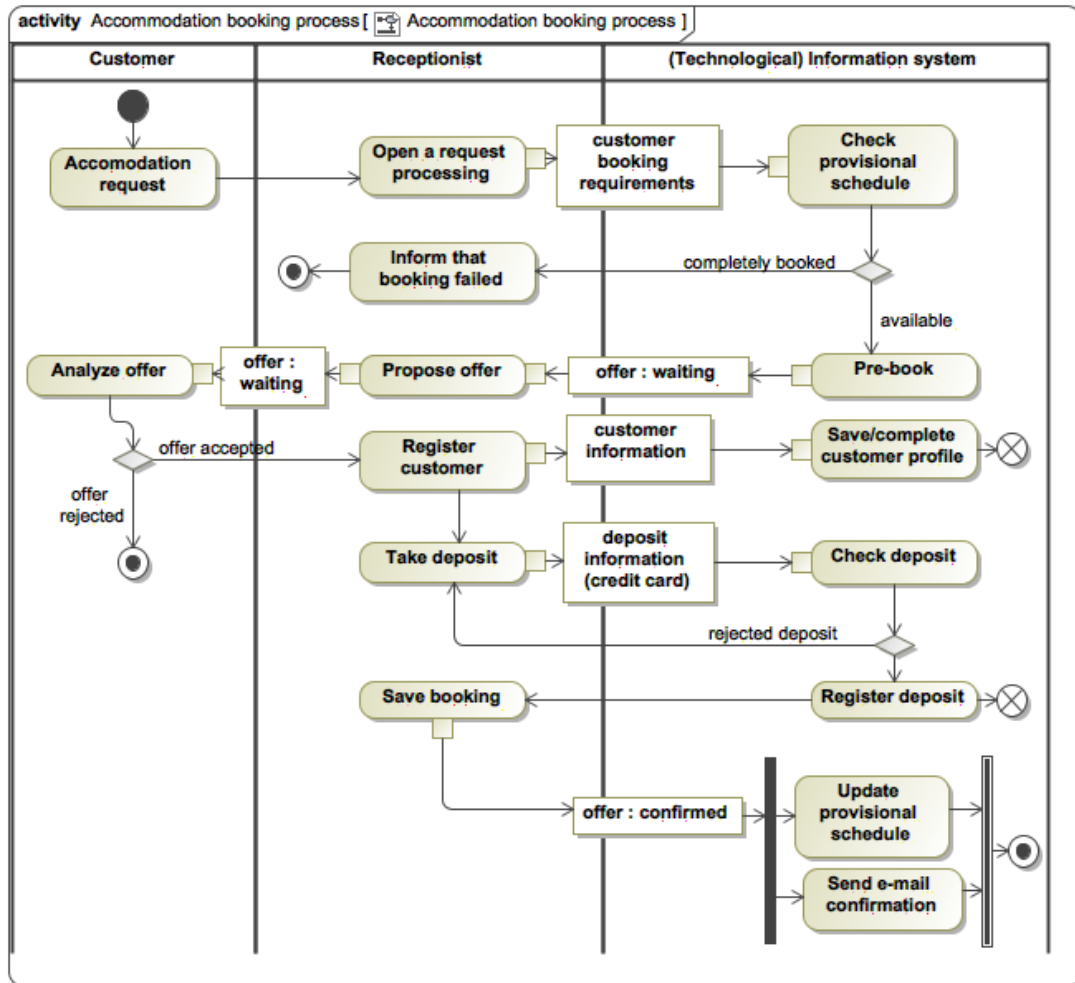 activity Accommodation booking process [ Accommodation booking process ]
Customer
Receptionist
(Technological) Information system
Accomodation
request
Open a request
processing
customer
booking
requirements
Check
provisional
schedule
Inform that
booking failed
completely booked
available
Analyze offer
offer :
waiting
Propose offer
offer : waiting
Pre-book
offer accepted
offer
rejected
Register
customer
customer
information
Save/complete
customer profile
Take deposit
deposit
information
(credit card)
Check deposit
rejected deposit
Save booking
Register deposit
offer : confirmed
Update
provisional
schedule
Send e-mail
confirmation